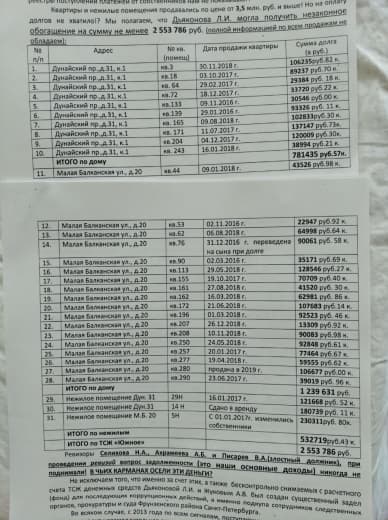 реестры поступлений платежей от собственников нам не
Квартиры и нежилые помещения продавались по цене от 3,5 млн. руб. и выше! Но на оплату
долгов не хватило!? Мы полагаем, что Дьяконова Л.И. могла получить незаконное
обогащение на сумму не менее 2 553 786 руб. (полной информацией по всем продажам не
обладаем):
№ п/п Адрес № кв. (помещ) Дата продажи квартиры Сумма долга (в руб.)
1. Дунайский пр.,д.31, к.1 кв.3 30.11.2018 г. 106235руб.82 к.
2. Дунайский пр.,д.31, к.1 кв.18 03.10.2017 г. 89237 руб.70 к.
3. Дунайский пр.,д.31, к.1 кв. 64 29.02.2017 г. 29384 руб. 18 к.
4. Дунайский пр.,д.31, к.1 кв.72 18.12.2017 г. 33720 руб.22 к.
5. Дунайский пр.,д.31, к.1 кв.133 09.11.2016 г. 30546 руб.00 к.
6. Дунайский пр.,д.31, к.1 кв.139 29.01.2016 г. 93326 руб. 11 к.
7. Дунайский пр.,д.31, к.1 кв. 165 09.08.2018 г. 102833руб.30 к.
8. Дунайский пр.,д.31, к.1 кв. 171 11.07.2017 г. 137147 руб.73к.
9. Дунайский пр.,д.31, к.1 кв.204 04.12.2017 г. 120009 руб.30к.
10. Дунайский пр.,д.31, к.1 кв. 243 16.01.2018 г. 38994 руб.21 к.
ИТОГО по дому 781435 руб.57к.
11. Малая Балканская ул., д.20 кв.44 09.01.2018 г. 43526 руб.98 к.
12. Малая Балканская ул., д.20 кв.53 02.11.2016 г. 22947 руб.92 к.
13. Малая Балканская ул., д.20 кв.62 06.08.2018 г. 64998 руб.64 к.
14. Малая Балканская ул., д.20 кв.76 31.12.2016 г. переведена на сына при долге 90061 руб. 58 к.
15. Малая Балканская ул., д.20 кв.90 02.03.2016 г. 35171 руб.69 к.
16. Малая Балканская ул., д.20 кв.113 29.05.2018 г. 128546 руб.27 к.
17. Малая Балканская ул., д.20 кв.155 19.10.2017 г. 70709 руб.40 к.
18. Малая Балканская ул., д.20 кв.161 27.08.2018 г. 41520 руб.30 к.
19. Малая Балканская ул., д.20 кв.162 16.03.2018 г. 62981 руб. 86 к.
20. Малая Балканская ул., д.20 кв.172 21.06.2018 г. 107683 руб.14 к.
21. Малая Балканская ул., д.20 кв.196 01.03.2018 г. 92523 руб. 46 к.
22. Малая Балканская ул., д.20 кв.207 26.12.2018 г. 13309 руб.92 к.
23. Малая Балканская ул., д.20 кв.208 10.11.2018 г. 90083 руб.98 к.
24. Малая Балканская ул., д.20 кв.250 24.05.2018 г. 92848 руб.61 к.
25. Малая Балканская ул., д.20 кв.257 20.01.2017 г. 77464 руб.67 к.
26. Малая Балканская ул., д.20 кв.277 19.04.2018 г. 59555 руб.62 к.
27. Малая Балканская ул., д.20 кв.280 продана в 2019 г. 106677 руб.00 к.
28. Малая Балканская ул., д.20 кв.290 23.06.2017 г. 39019 руб. 96 к.
ИТОГО по дому 1 239 631 руб.
29. Нежилое помещение Дун. 31 29Н 16.01.2017 г. 121668 руб. 52 к.
30. Нежилое помещение Дун.31 14 Н Сдано в аренду 180739 руб. 11 к.
31. Нежилое помещение М.Б. 20 5Н С 01.01.2017г. изменились собственники 230311руб. 80к.
ИТОГО по нежилым 532719руб.43 к.
ИТОГО по ТСЖ «Южное» 2 553 786 руб.
Ревизоры Селихова Н.А., Ахрамеева А.Б. и Писарев В.А.(злостный должник), при
проведении ревизий вопрос задолженности (это наши основные доходы) никогда не
поднимали! В ЧЬИХ КАРМАНАХ ОСЕЛИ ЭТИ ДЕНЬГИ?
Не исключаем того, что именно за счет этих, а также бесконтрольно снимаемых с расчетного
счета ТСЖ денежных средств Дьяконовой Л.И. и Жуковым А.В. был создан существенный задел
(фонд) для последующих коррупционных действий, а именно подкупа сотрудников следственных
органов, прокуратуры и суда Фрунзенского района Санкт-Петербурга.
Во всяком случае, с 2015 года по всем сигналам,